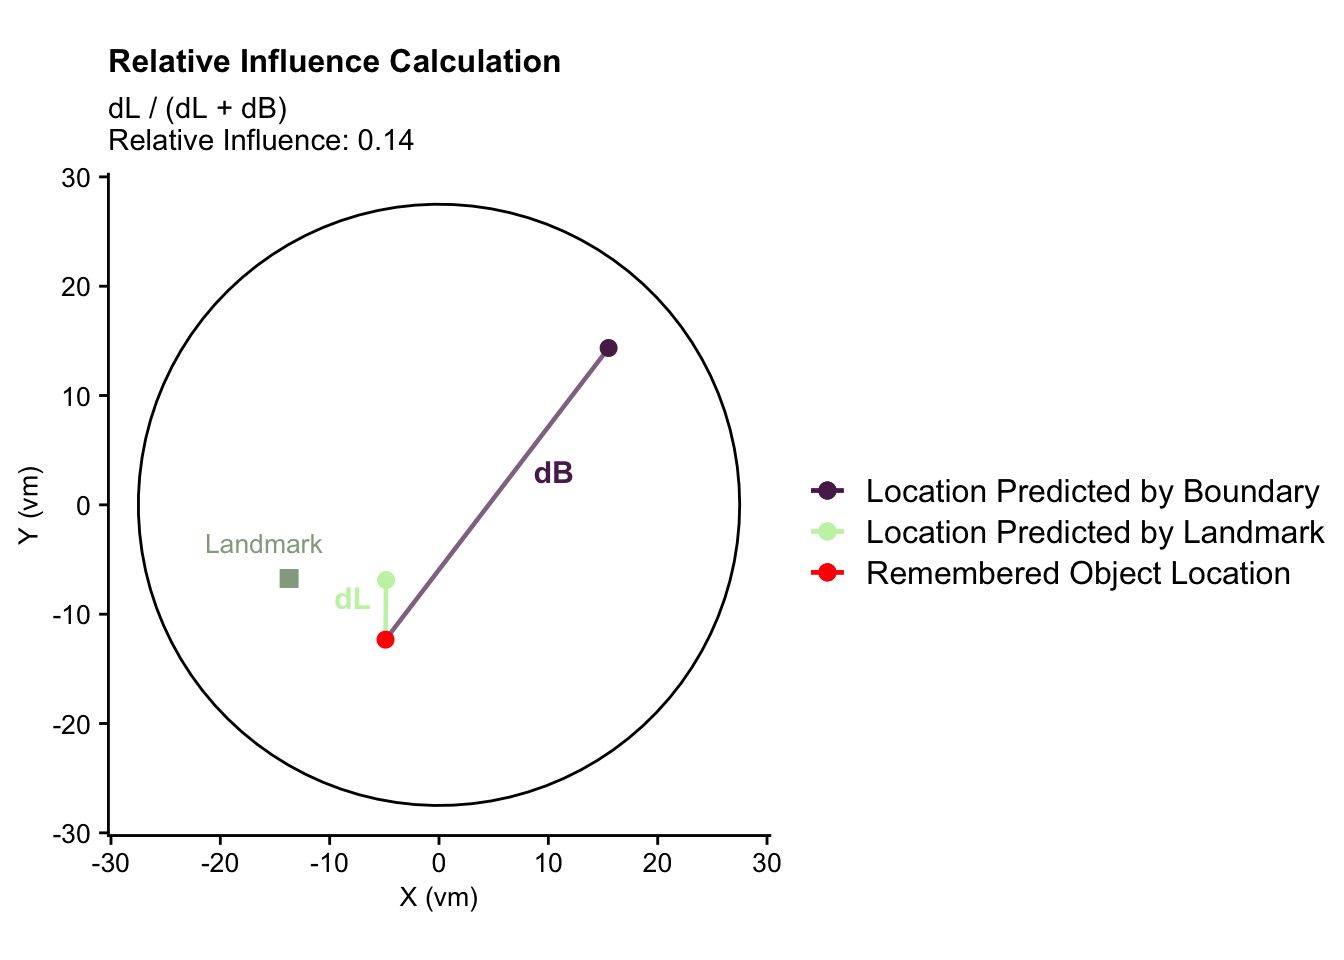 Relative Influence Calculation
dL / (dL + dB)
Relative Influence: 0.14
30
20
10
0
-10
-20
-30
Y (vm)
dB
Landmark
dL
-30 -20 -10 0 10 20 30
X (vm)
Location Predicted by Boundary
Location Predicted by Landmark
Remembered Object Location